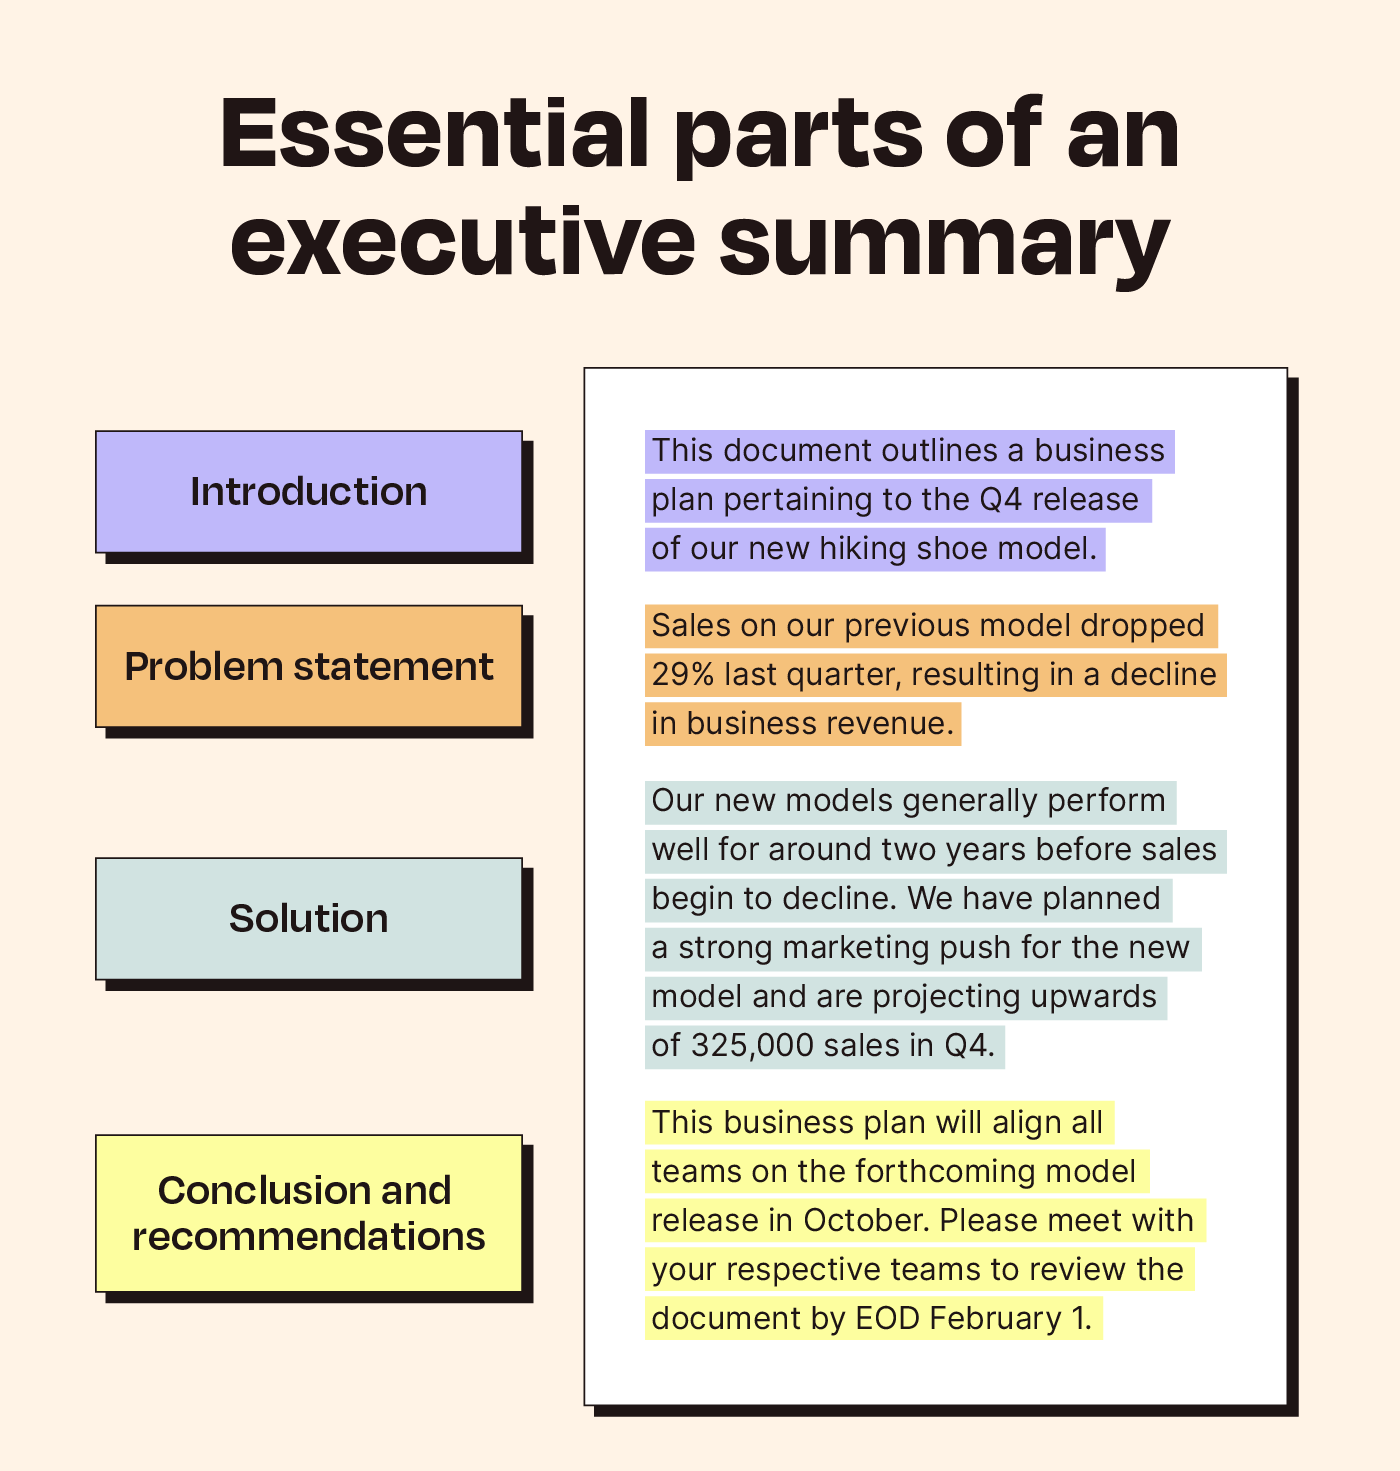 Essential parts of an
executive summary
Introduction
This document outlines a business
plan pertaining to the Q4 release
of our new hiking shoe model.
Problem statement
Sales on our previous model dropped
29% last quarter, resulting in a decline
in business revenue.
Solution
Our new models generally perform
well for around two years before sales
begin to decline. We have planned
a strong marketing push for the new
model and are projecting upwards
of 325,000 sales in Q4.
Conclusion and
recommendations
This business plan will align all
teams on the forthcoming model
release in October. Please meet with
your respective teams to review the
document by EOD February 1.